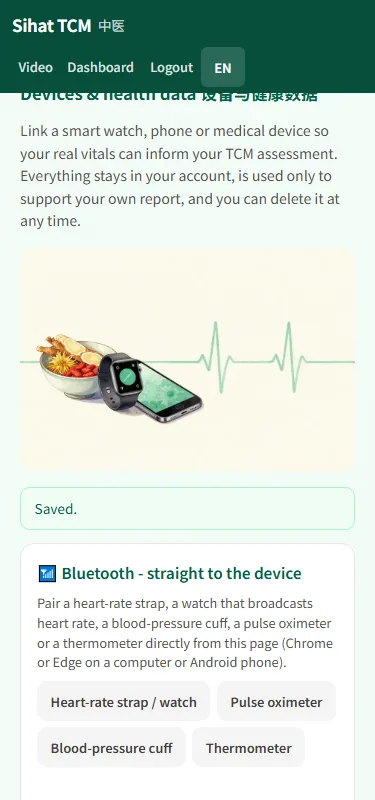 Sihat TCM 中医
Video Dashboard Logout EN
Devices & health data 设备与健康数据
Link a smart watch, phone or medical device so
your real vitals can inform your TCM assessment.
Everything stays in your account, is used only to
support your own report, and you can delete it at
any time.
Saved.
Bluetooth - straight to the device
Pair a heart-rate strap, a watch that broadcasts
heart rate, a blood-pressure cuff, a pulse oximeter
or a thermometer directly from this page (Chrome
or Edge on a computer or Android phone).
Heart-rate strap / watch Pulse oximeter
Blood-pressure cuff Thermometer